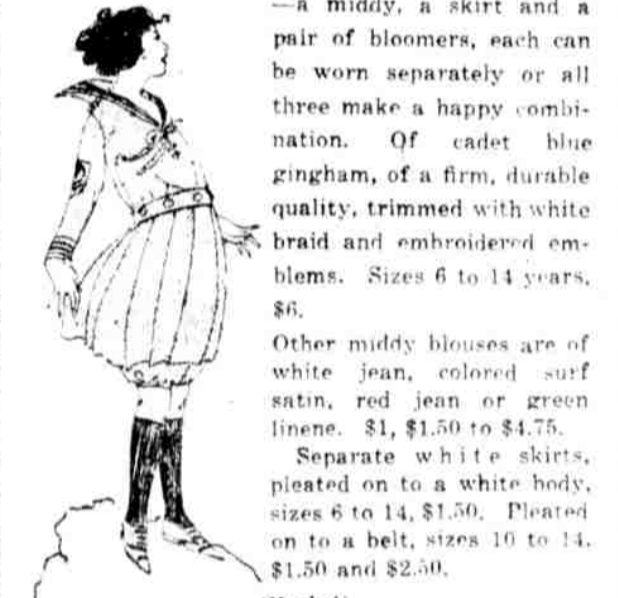 —a middy, a skirt and a
pair of bloomers, each can
be worn separately or all
three make a happy combi-
nation. Of cadet blue
gingham, of a firm, durable
quality, trimmed with white
braid and embroidered em-
blems. Sizes 6 to 14 years,
$6.
Other middy blouses are of
white jean, colored surf
satin, red jean or green
linene. $1, $1.50 to $4.75.
Separate white skirts,
pleated on to a white body,
sizes 6 to 14, $1.50. Pleated
on to a belt, sizes 10 to 14.
$1.50 and $2.50.